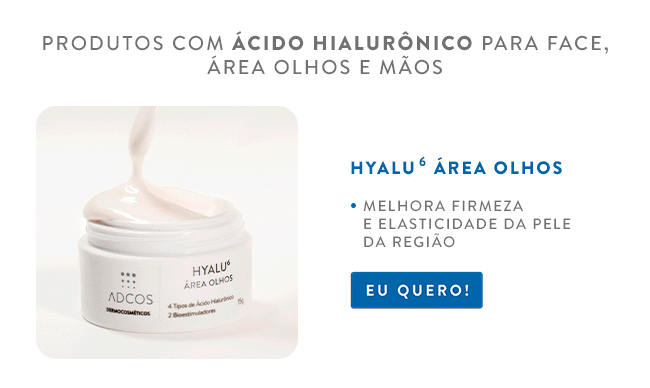 PRODUTOS COM ÁCIDO HIALURÔNICO PARA FACE,
ÁREA OLHOS E MÃOS
HYALU⁶ ÁREA OLHOS
• MELHORA FIRMEZA
E ELASTICIDADE DA PELE
DA REGIÃO
EU QUERO!
HYALU⁶
ÁREA OLHOS
ADCOS
DERMOCOSMÉTICOS
4 Tipos de Ácido Hialurônico
2 Bioestimuladores
15g